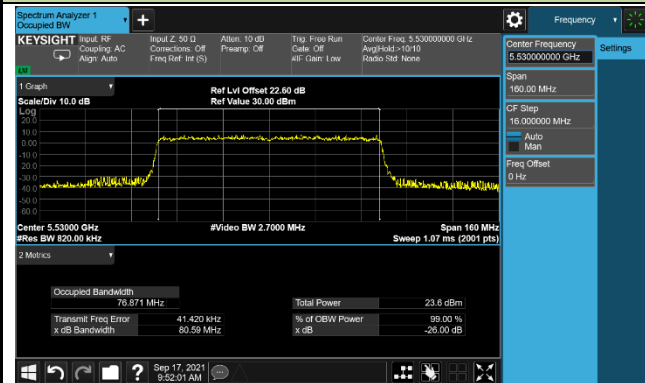 Spectrum Analyzer 1
Occupied BW
+
Frequency
KEYSIGHT
Input: RF
Coupling: AC
Align: Auto
Input Z: 50 Ω
Corrections: Off
Freq Ref: Int (S)
Atten: 10 dB
Preamp: Off
Trig: Free Run
Gate: Off
#IF Gain: Low
Center Freq: 5.530000000 GHz
Avg|Hold:>10/10
Radio Std: None
LXI
Center Frequency
5.530000000 GHz
Settings
Span
160.00 MHz
CF Step
16.000000 MHz
Auto
Man
Freq Offset
0 Hz
1 Graph
Scale/Div 10.0 dB
Ref Lvl Offset 22.60 dB
Ref Value 30.00 dBm
Log
20.0
10.0
0.00
-10.0
-20.0
-30.0
-40.0
-50.0
-60.0
Center 5.53000 GHz
#Res BW 820.00 kHz
#Video BW 2.7000 MHz
Span 160 MHz
Sweep 1.07 ms (2001 pts)
2 Metrics
Occupied Bandwidth
76.871 MHz
Total Power 23.6 dBm
Transmit Freq Error 41.420 kHz
% of OBW Power 99.00 %
x dB Bandwidth 80.59 MHz
x dB -26.00 dB
?
Sep 17, 2021
9:52:01 AM